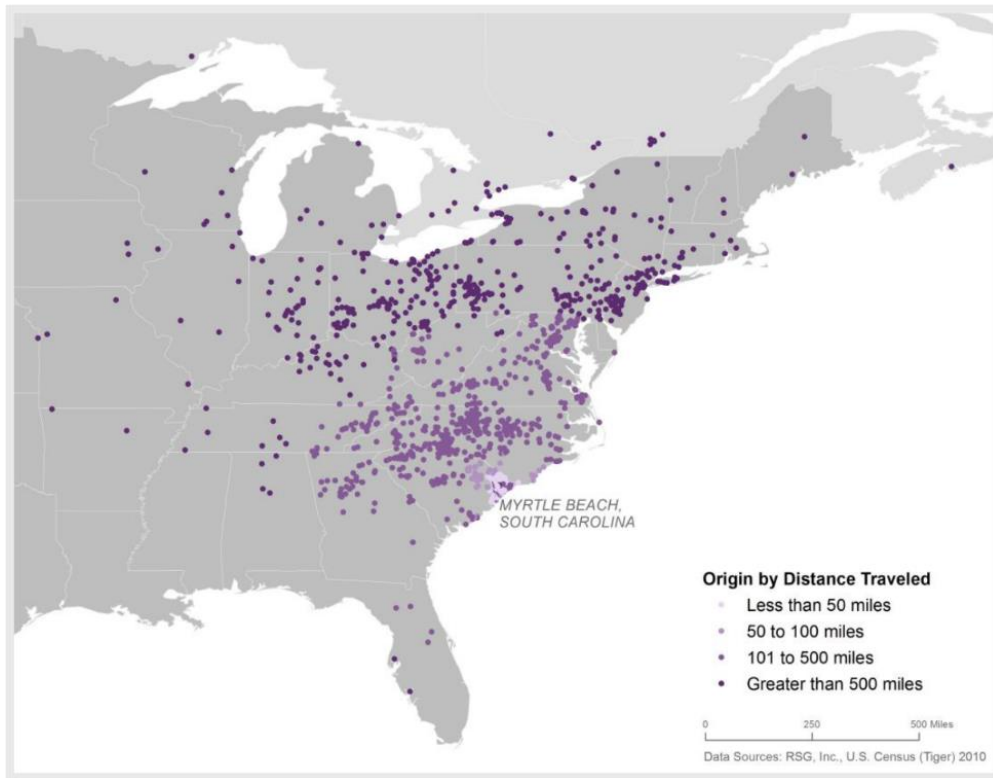 MYRTLE BEACH,
SOUTH CAROLINA
Origin by Distance Traveled
Less than 50 miles
50 to 100 miles
101 to 500 miles
Greater than 500 miles
0 250 500 Miles
Data Sources: RSG, Inc., U.S. Census (Tiger) 2010